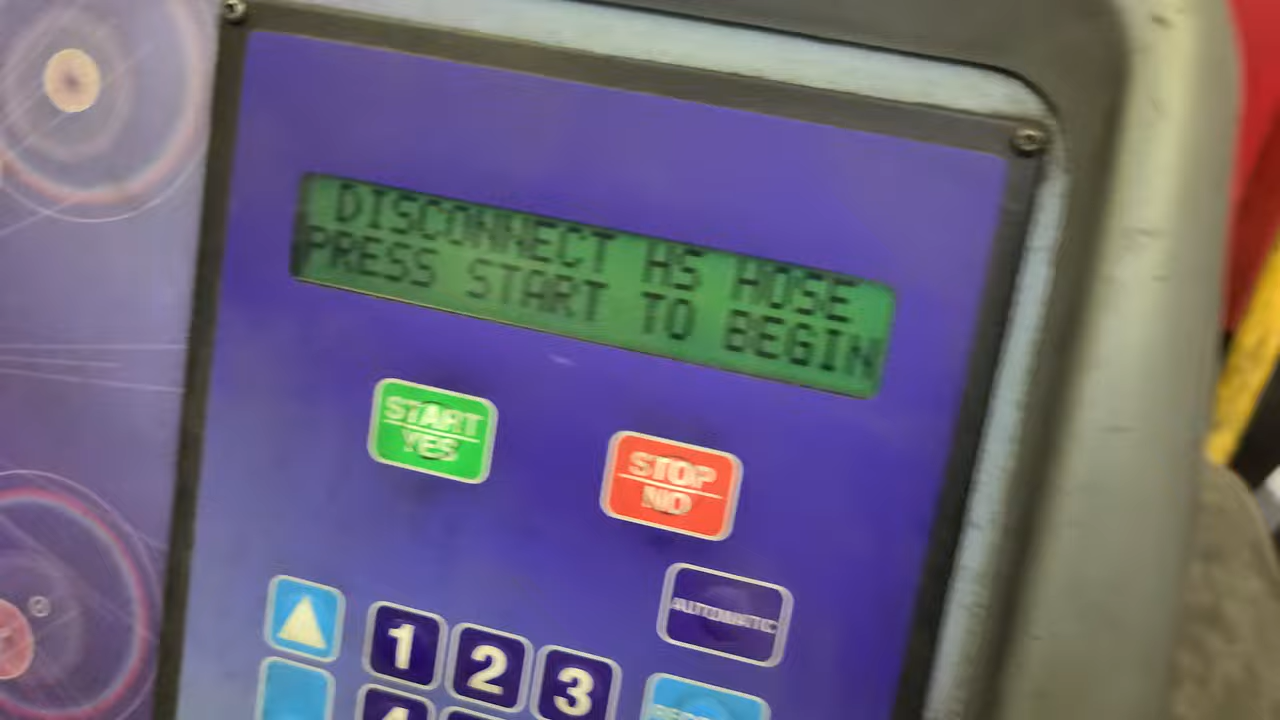 DISCONNECT HS HOSE
PRESS START TO BEGIN
START
YES
STOP
NO
AUTOMATIC
1
2
3